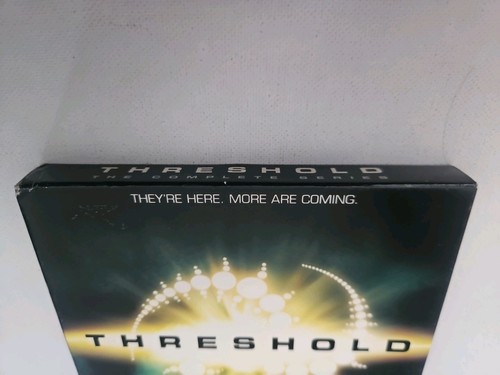 THRESHOLD
THE COMPLETE SERIES
THEY'RE HERE. MORE ARE COMING.
THRESHOLD